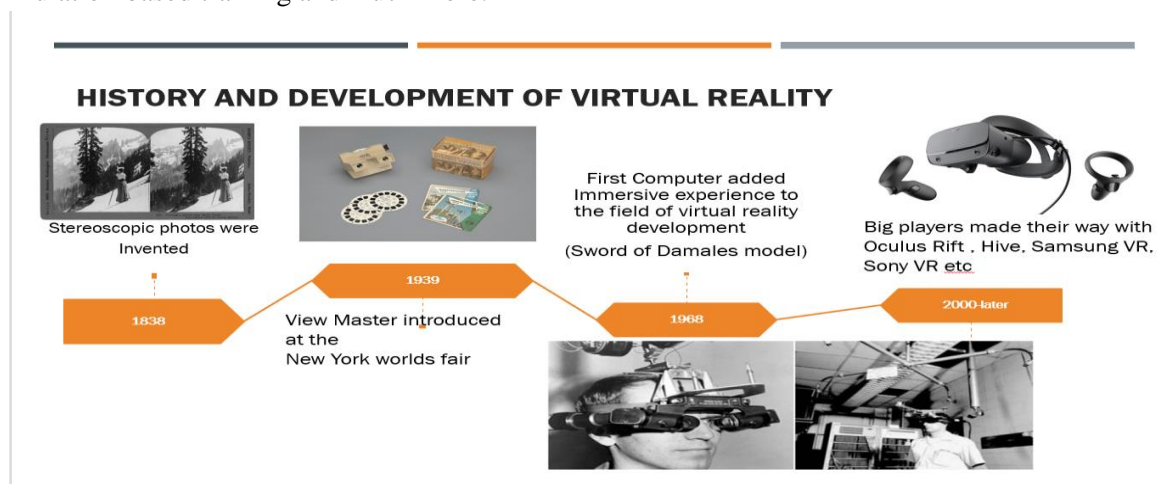 HISTORY AND DEVELOPMENT OF VIRTUAL REALITY
Stereoscopic photos were
Invented
1838
1939
View Master introduced
at the
New York worlds fair
First Computer added
Immersive experience to
the field of virtual reality
development
(Sword of Damales model)
1968
Big players made their way with
Oculus Rift , Hive, Samsung VR,
Sony VR etc
2000-later